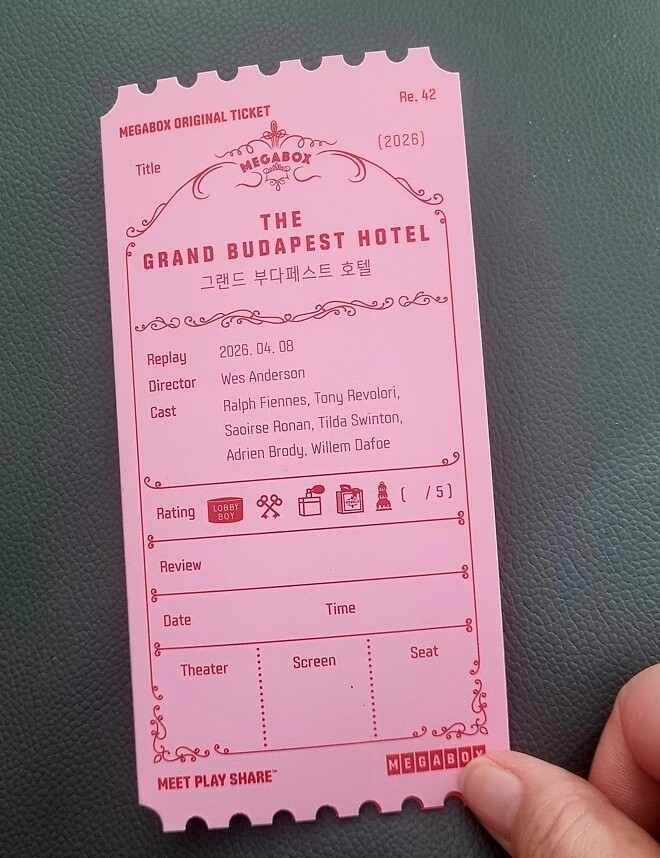 MEGABOX ORIGINAL TICKET
Re. 42
Title
MEGABOX
(2026)
THE
GRAND BUDAPEST HOTEL
그랜드 부다페스트 호텔
Replay 2026. 04. 08
Director Wes Anderson
Cast Ralph Fiennes, Tony Revolori,
Saoirse Ronan, Tilda Swinton,
Adrien Brody, Willem Dafoe
Rating LOBBY BOY ( / 5)
Review
Date Time
Theater Screen Seat
MEET PLAY SHARE™
MEGABOX